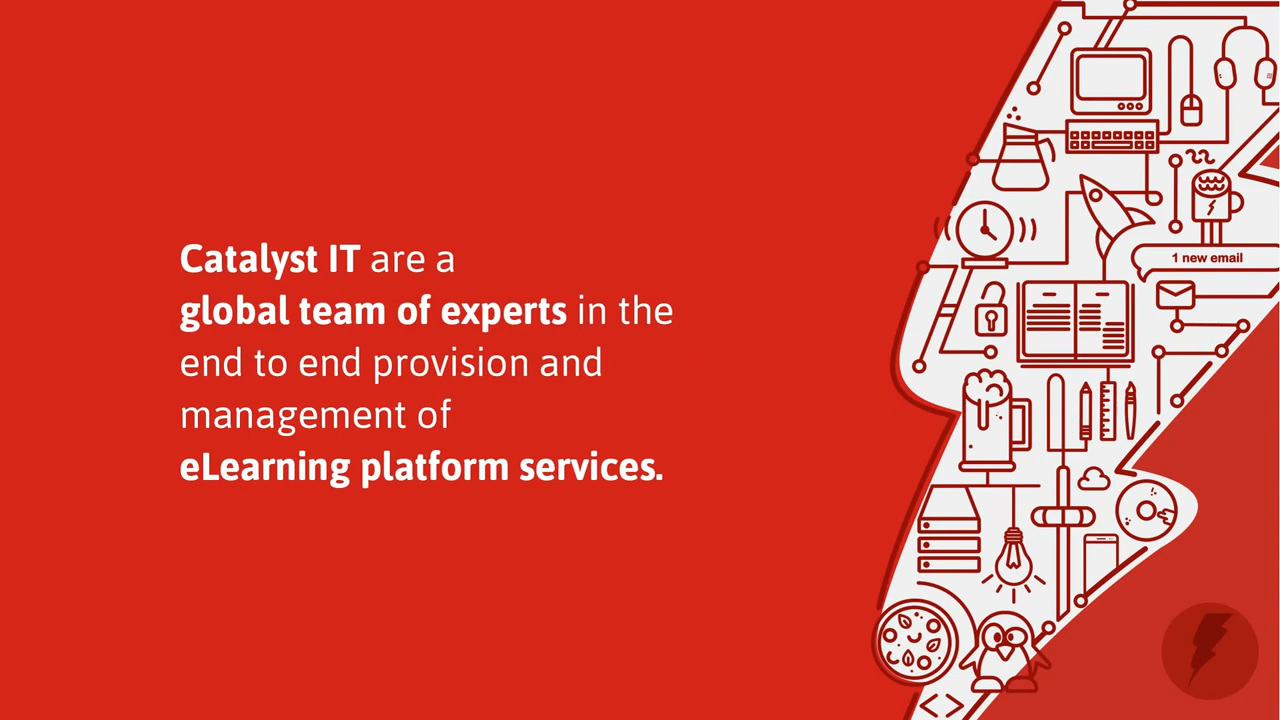 Catalyst IT are a
global team of experts in the
end to end provision and
management of
eLearning platform services.
1 new email